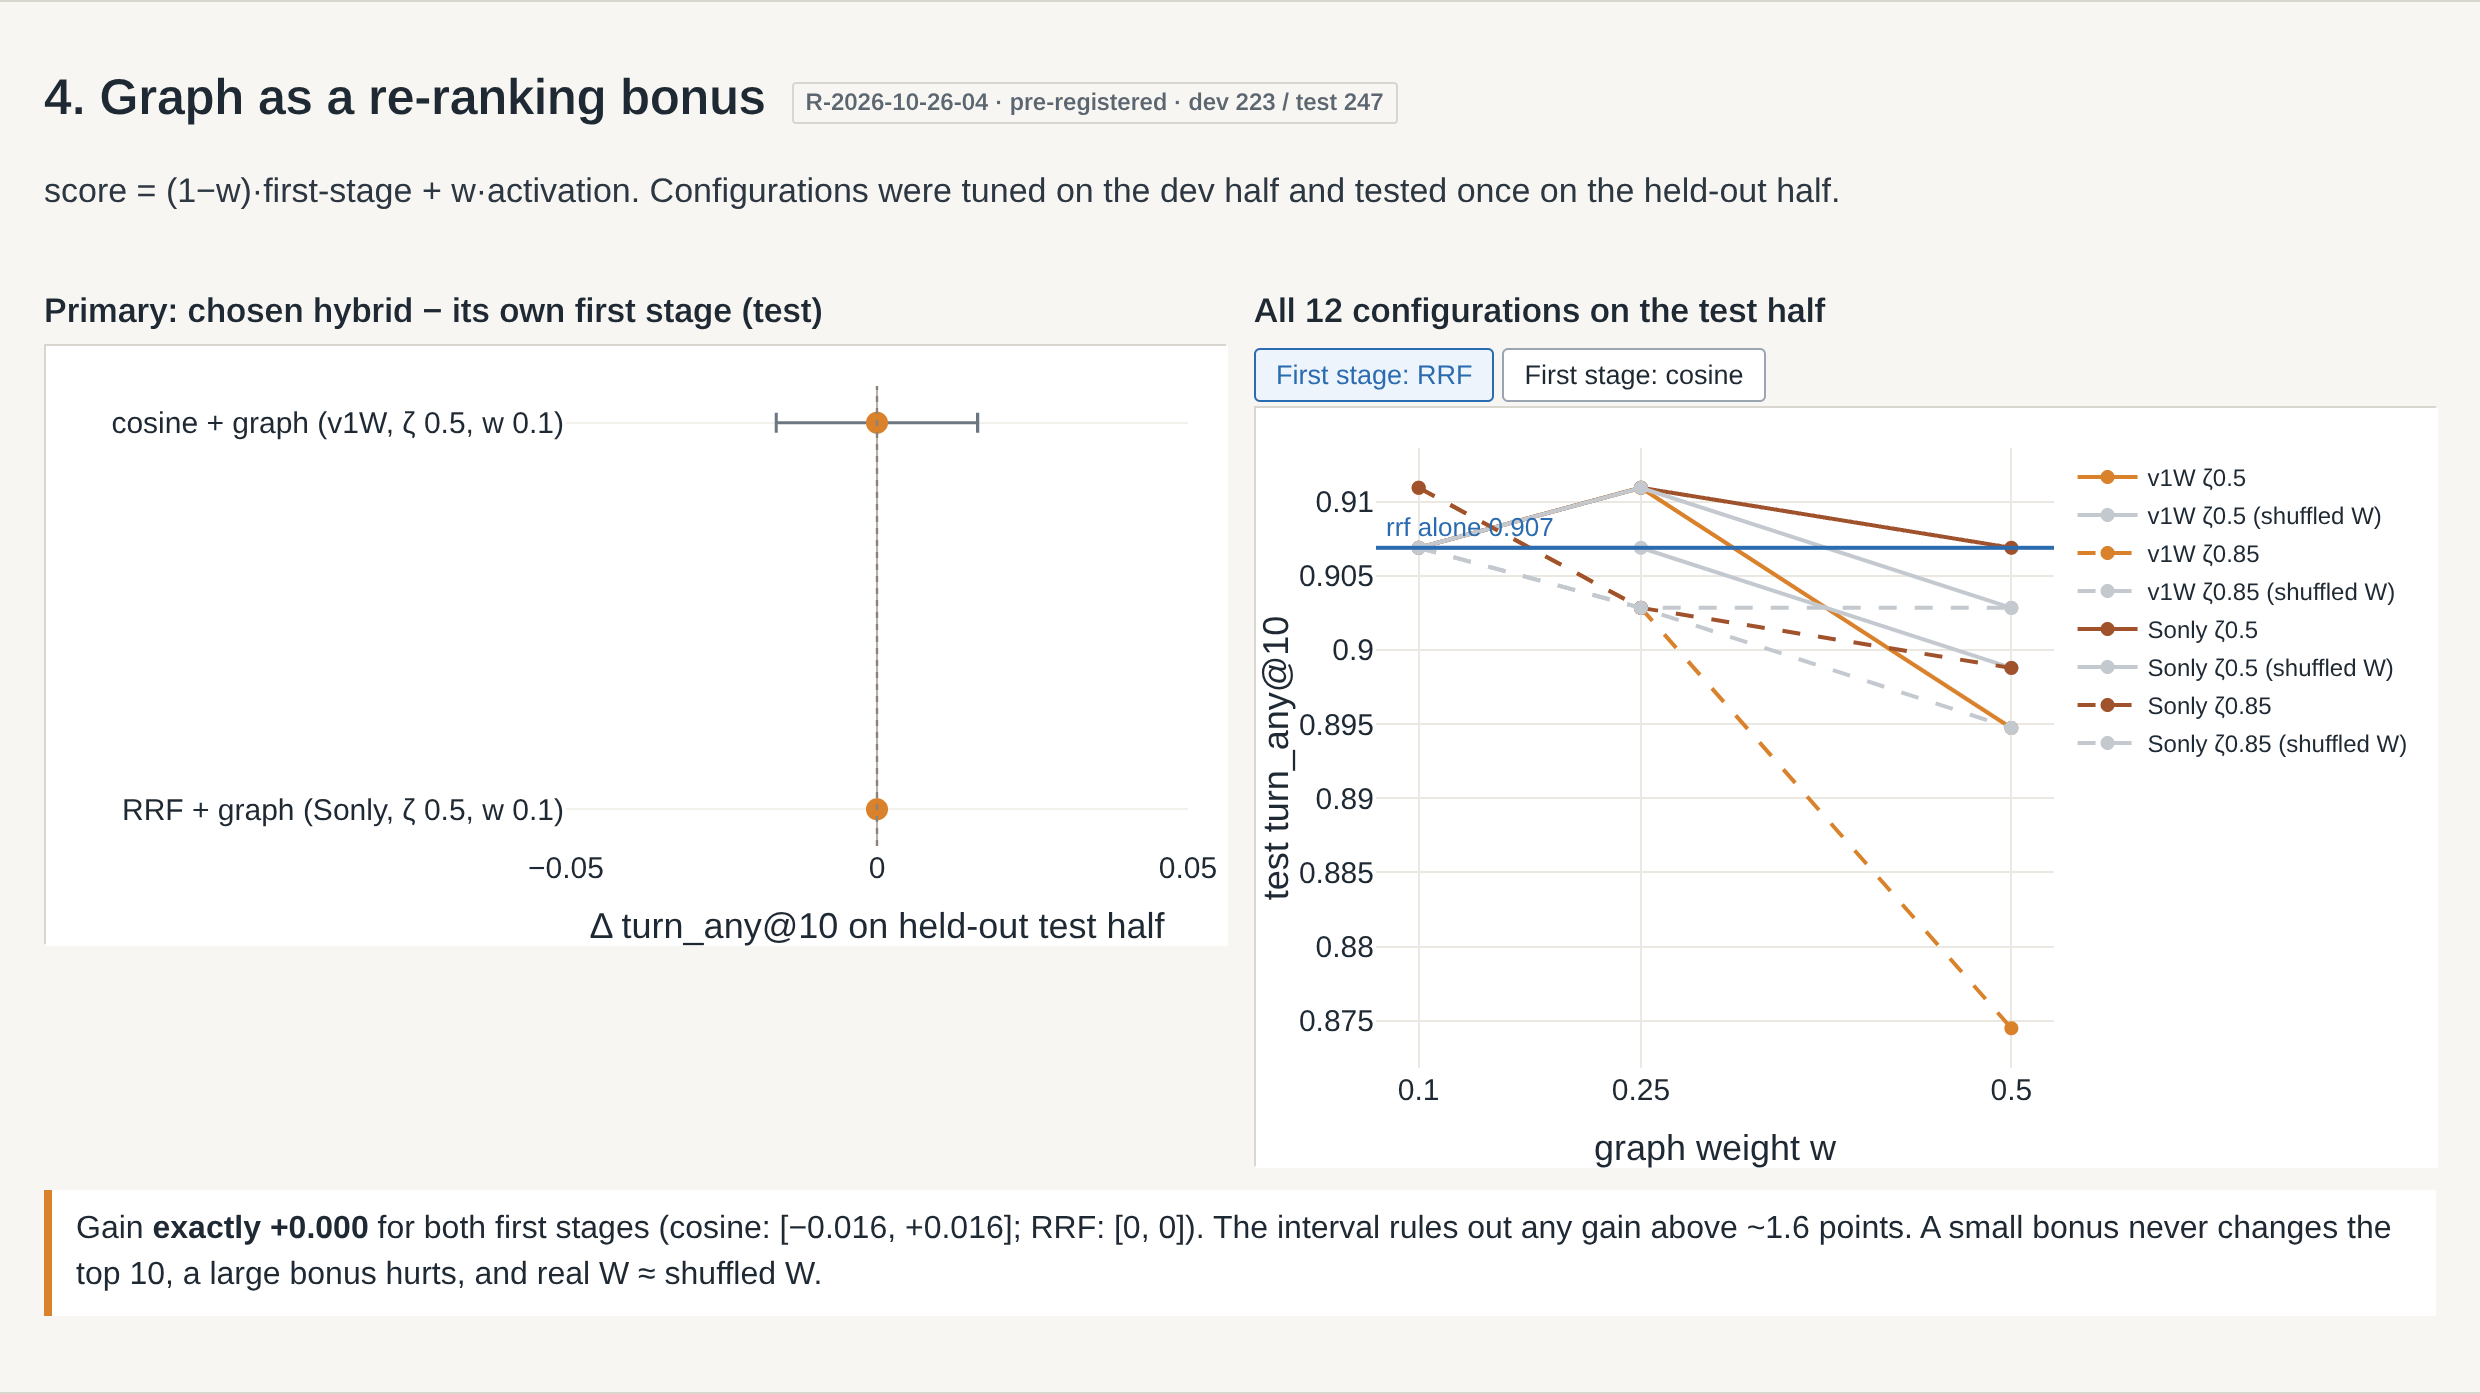 4. Graph as a re-ranking bonus
R-2026-10-26-04 · pre-registered · dev 223 / test 247
score = (1−w)·first-stage + w·activation. Configurations were tuned on the dev half and tested once on the held-out half.
Primary: chosen hybrid − its own first stage (test)
cosine + graph (v1W, ζ 0.5, w 0.1)
RRF + graph (Sonly, ζ 0.5, w 0.1)
−0.05
0
0.05
Δ turn_any@10 on held-out test half
All 12 configurations on the test half
First stage: RRF
First stage: cosine
test turn_any@10
0.91
0.905
0.9
0.895
0.89
0.885
0.88
0.875
rrf alone 0.907
0.1
0.25
0.5
graph weight w
v1W ζ0.5
v1W ζ0.5 (shuffled W)
v1W ζ0.85
v1W ζ0.85 (shuffled W)
Sonly ζ0.5
Sonly ζ0.5 (shuffled W)
Sonly ζ0.85
Sonly ζ0.85 (shuffled W)
Gain exactly +0.000 for both first stages (cosine: [−0.016, +0.016]; RRF: [0, 0]). The interval rules out any gain above ~1.6 points. A small bonus never changes the
top 10, a large bonus hurts, and real W ≈ shuffled W.